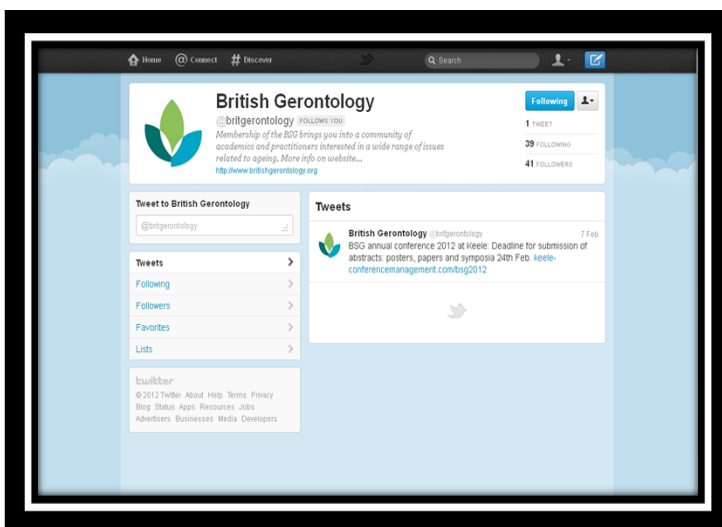 Home @ Connect # Discover Search
British Gerontology
@britgerontology FOLLOWS YOU
Membership of the BSG brings you into a community of
academics and practitioners interested in a wide range of issues
related to ageing. More info on website...
http://www.britishgerontology.org
Following
1 TWEET
39 FOLLOWING
41 FOLLOWERS
Tweet to British Gerontology
@britgerontology
Tweets
Following
Followers
Favorites
Lists
twitter
© 2012 Twitter About Help Terms Privacy
Blog Status Apps Resources Jobs
Advertisers Businesses Media Developers
Tweets
British Gerontology @britgerontology 7 Feb
BSG annual conference 2012 at Keele: Deadline for submission of
abstracts: posters, papers and symposia 24th Feb. keele-
conferencemanagement.com/bsg2012